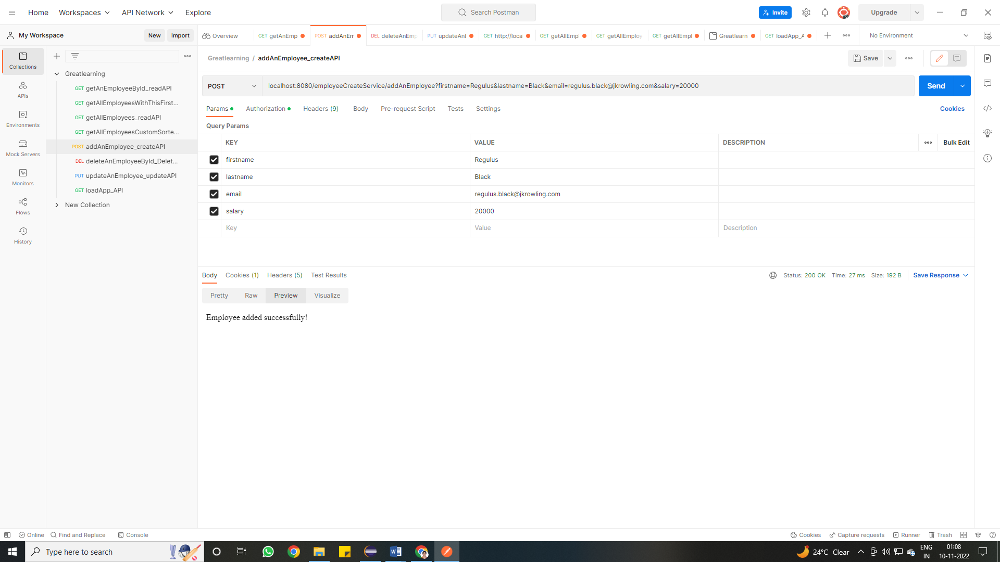 Home
Workspaces
API Network
Explore
Search Postman
Invite
Upgrade
My Workspace
New
Import
Overview
GET getAnEmp
POST addAnEm
DEL deleteAnEmp
PUT updateAnE
GET http://loca
GET getAllEmpl
GET getAllEmploy
GET getAllEmpl
Greatlearn
GET loadApp_A
No Environment
Collections
APIs
Environments
Mock Servers
Monitors
Flows
History
Greatlearning
GET getAnEmployeeById_readAPI
GET getAllEmployeesWithThisFirst...
GET getAllEmployees_readAPI
GET getAllEmployeesCustomSorte...
POST addAnEmployee_createAPI
DEL deleteAnEmployeeById_Delet...
PUT updateAnEmployee_updateAPI
GET loadApp_API
New Collection
Greatlearning / addAnEmployee_createAPI
Save
POST
localhost:8080/employeeCreateService/addAnEmployee?firstname=Regulus&lastname=Black&email=regulus.black@jkrowling.com&salary=20000
Send
Params
Authorization
Headers (9)
Body
Pre-request Script
Tests
Settings
Cookies
Query Params
KEY VALUE DESCRIPTION
Bulk Edit
firstname Regulus
lastname Black
email regulus.black@jkrowling.com
salary 20000
Key Value Description
Body
Cookies (1)
Headers (5)
Test Results
Status: 200 OK
Time: 27 ms
Size: 192 B
Save Response
Pretty
Raw
Preview
Visualize
Employee added successfully!
Online
Find and Replace
Console
Cookies
Capture requests
Runner
Trash
Type here to search
24°C Clear
ENG
IN
01:08
10-11-2022